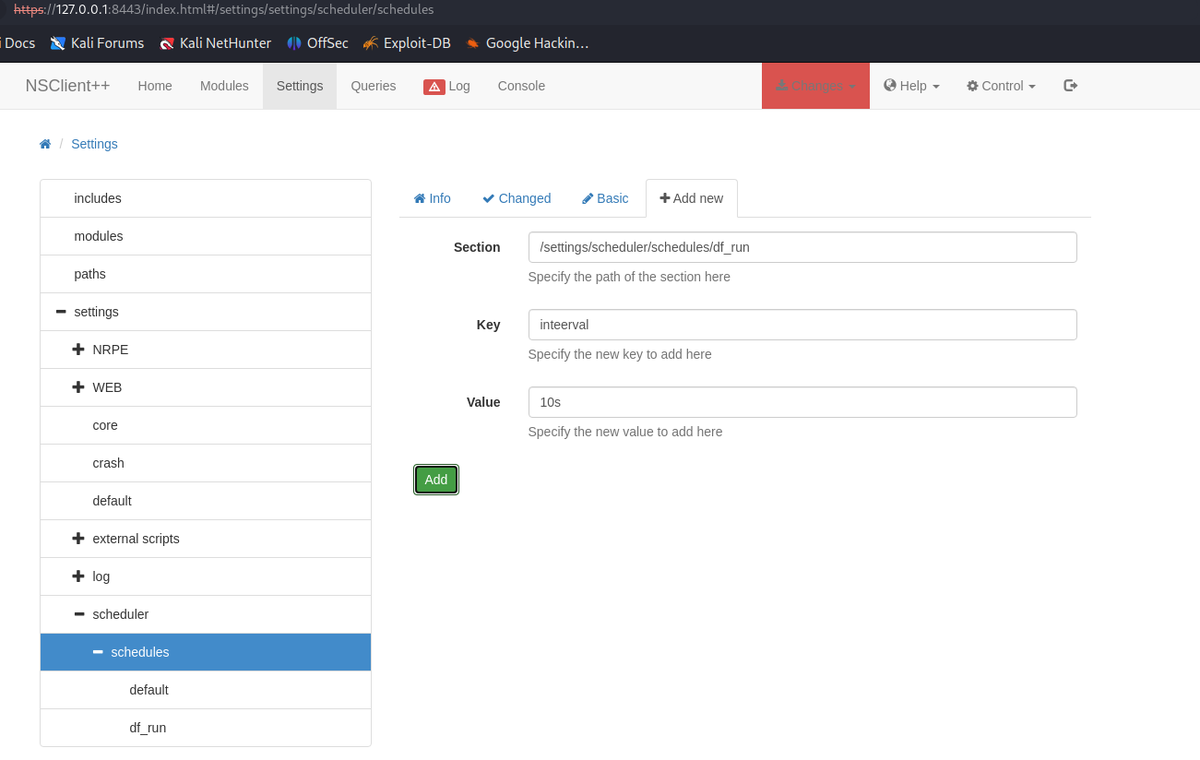 https://127.0.0.1:8443/index.html#/settings/settings/scheduler/schedules
Docs Kali Forums Kali NetHunter OffSec Exploit-DB Google Hackin…
NSClient++ Home Modules Settings Queries Log Console Changes Help Control
/ Settings
includes
modules
paths
settings
NRPE
WEB
core
crash
default
external scripts
log
scheduler
schedules
default
df_run
Info Changed Basic Add new
Section /settings/scheduler/schedules/df_run
Specify the path of the section here
Key inteerval
Specify the new key to add here
Value 10s
Specify the new value to add here
Add